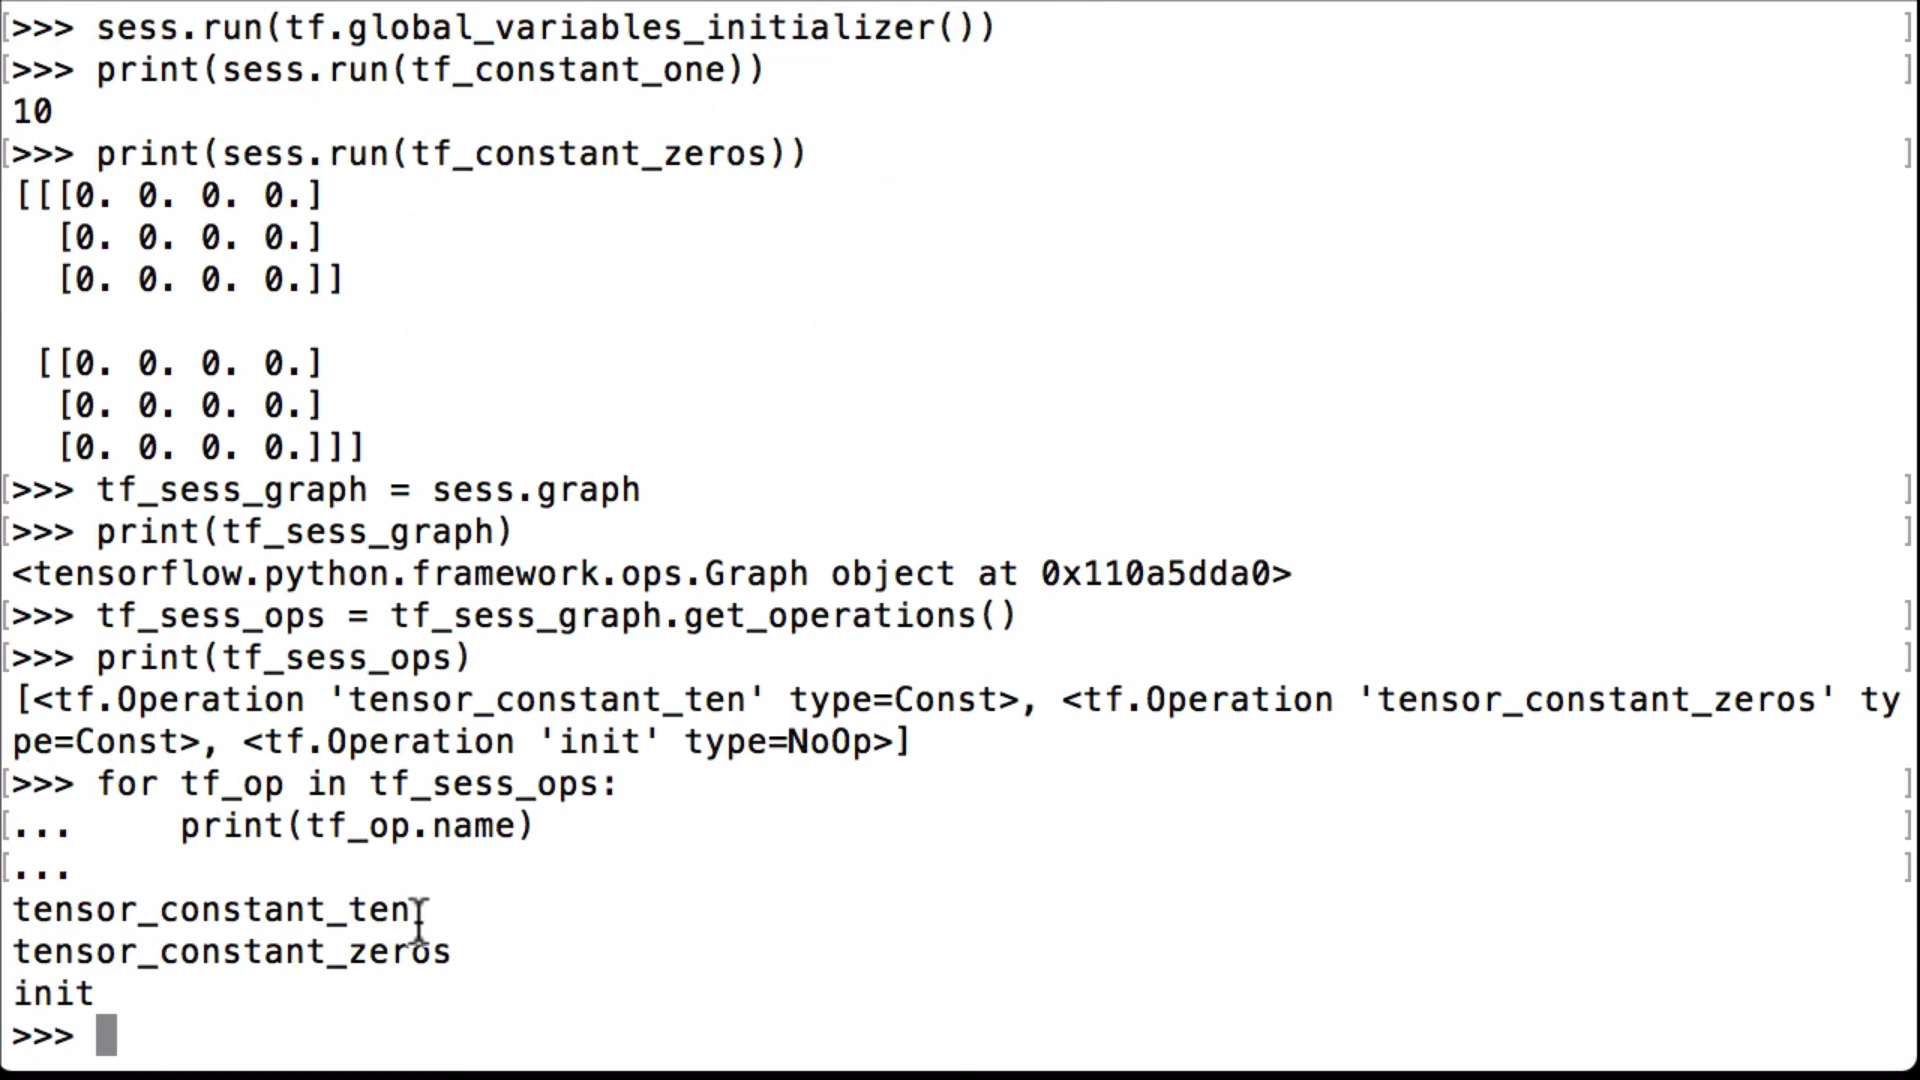 [>>> sess.run(tf.global_variables_initializer()) ]
[>>> print(sess.run(tf_constant_one)) ]
10
[>>> print(sess.run(tf_constant_zeros)) ]
[[[0. 0. 0. 0.]
[0. 0. 0. 0.]
[0. 0. 0. 0.]]
[[0. 0. 0. 0.]
[0. 0. 0. 0.]
[0. 0. 0. 0.]]]
[>>> tf_sess_graph = sess.graph ]
[>>> print(tf_sess_graph) ]
<tensorflow.python.framework.ops.Graph object at 0x110a5dda0>
[>>> tf_sess_ops = tf_sess_graph.get_operations() ]
[>>> print(tf_sess_ops) ]
[<tf.Operation 'tensor_constant_ten' type=Const>, <tf.Operation 'tensor_constant_zeros' ty
pe=Const>, <tf.Operation 'init' type=NoOp>]
[>>> for tf_op in tf_sess_ops: ]
[...     print(tf_op.name) ]
[... ]
tensor_constant_ten
tensor_constant_zeros
init
>>>